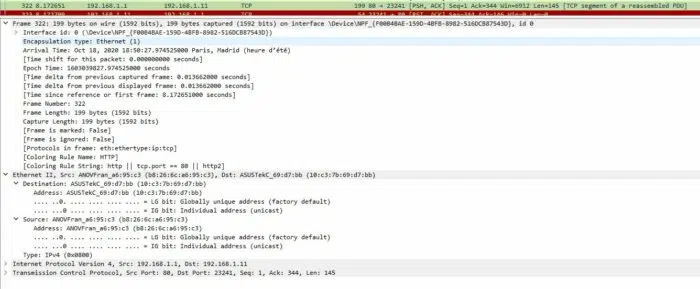 322 8.172651 192.168.1.1 192.168.1.11 TCP 199 80 → 23241 [PSH, ACK] Seq=1 Ack=344 Win=6912 Len=145 [TCP segment of a reassembled PDU]
Frame 322: 199 bytes on wire (1592 bits), 199 bytes captured (1592 bits) on interface \Device\NPF_{F00B4BAE-159D-4BFB-8982-516DCB87543D}, id 0
Interface id: 0 (\Device\NPF_{F00B4BAE-159D-4BFB-8982-516DCB87543D})
Encapsulation type: Ethernet (1)
Arrival Time: Oct 18, 2020 18:50:27.974525000 Paris, Madrid (heure d'été)
[Time shift for this packet: 0.000000000 seconds]
Epoch Time: 1603039827.974525000 seconds
[Time delta from previous captured frame: 0.013662000 seconds]
[Time delta from previous displayed frame: 0.013662000 seconds]
[Time since reference or first frame: 8.172651000 seconds]
Frame Number: 322
Frame Length: 199 bytes (1592 bits)
Capture Length: 199 bytes (1592 bits)
[Frame is marked: False]
[Frame is ignored: False]
[Protocols in frame: eth:ethertype:ip:tcp]
[Coloring Rule Name: HTTP]
[Coloring Rule String: http || tcp.port == 80 || http2]
Ethernet II, Src: ANOVFran_a6:95:c3 (b8:26:6c:a6:95:c3), Dst: ASUSTekC_69:d7:bb (10:c3:7b:69:d7:bb)
Destination: ASUSTekC_69:d7:bb (10:c3:7b:69:d7:bb)
Address: ASUSTekC_69:d7:bb (10:c3:7b:69:d7:bb)
.... ..0. .... .... .... .... = LG bit: Globally unique address (factory default)
.... ...0 .... .... .... .... = IG bit: Individual address (unicast)
Source: ANOVFran_a6:95:c3 (b8:26:6c:a6:95:c3)
Address: ANOVFran_a6:95:c3 (b8:26:6c:a6:95:c3)
.... ..0. .... .... .... .... = LG bit: Globally unique address (factory default)
.... ...0 .... .... .... .... = IG bit: Individual address (unicast)
Type: IPv4 (0x0800)
Internet Protocol Version 4, Src: 192.168.1.1, Dst: 192.168.1.11
Transmission Control Protocol, Src Port: 80, Dst Port: 23241, Seq: 1, Ack: 344, Len: 145